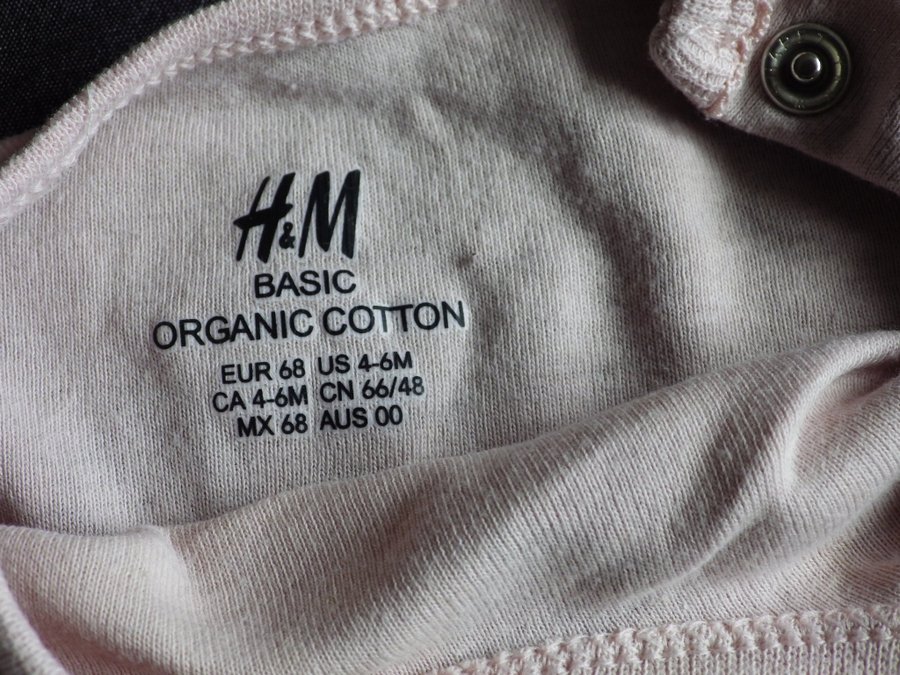 H&M
BASIC
ORGANIC COTTON
EUR 68 US 4-6M
CA 4-6M CN 66/48
MX 68 AUS 00